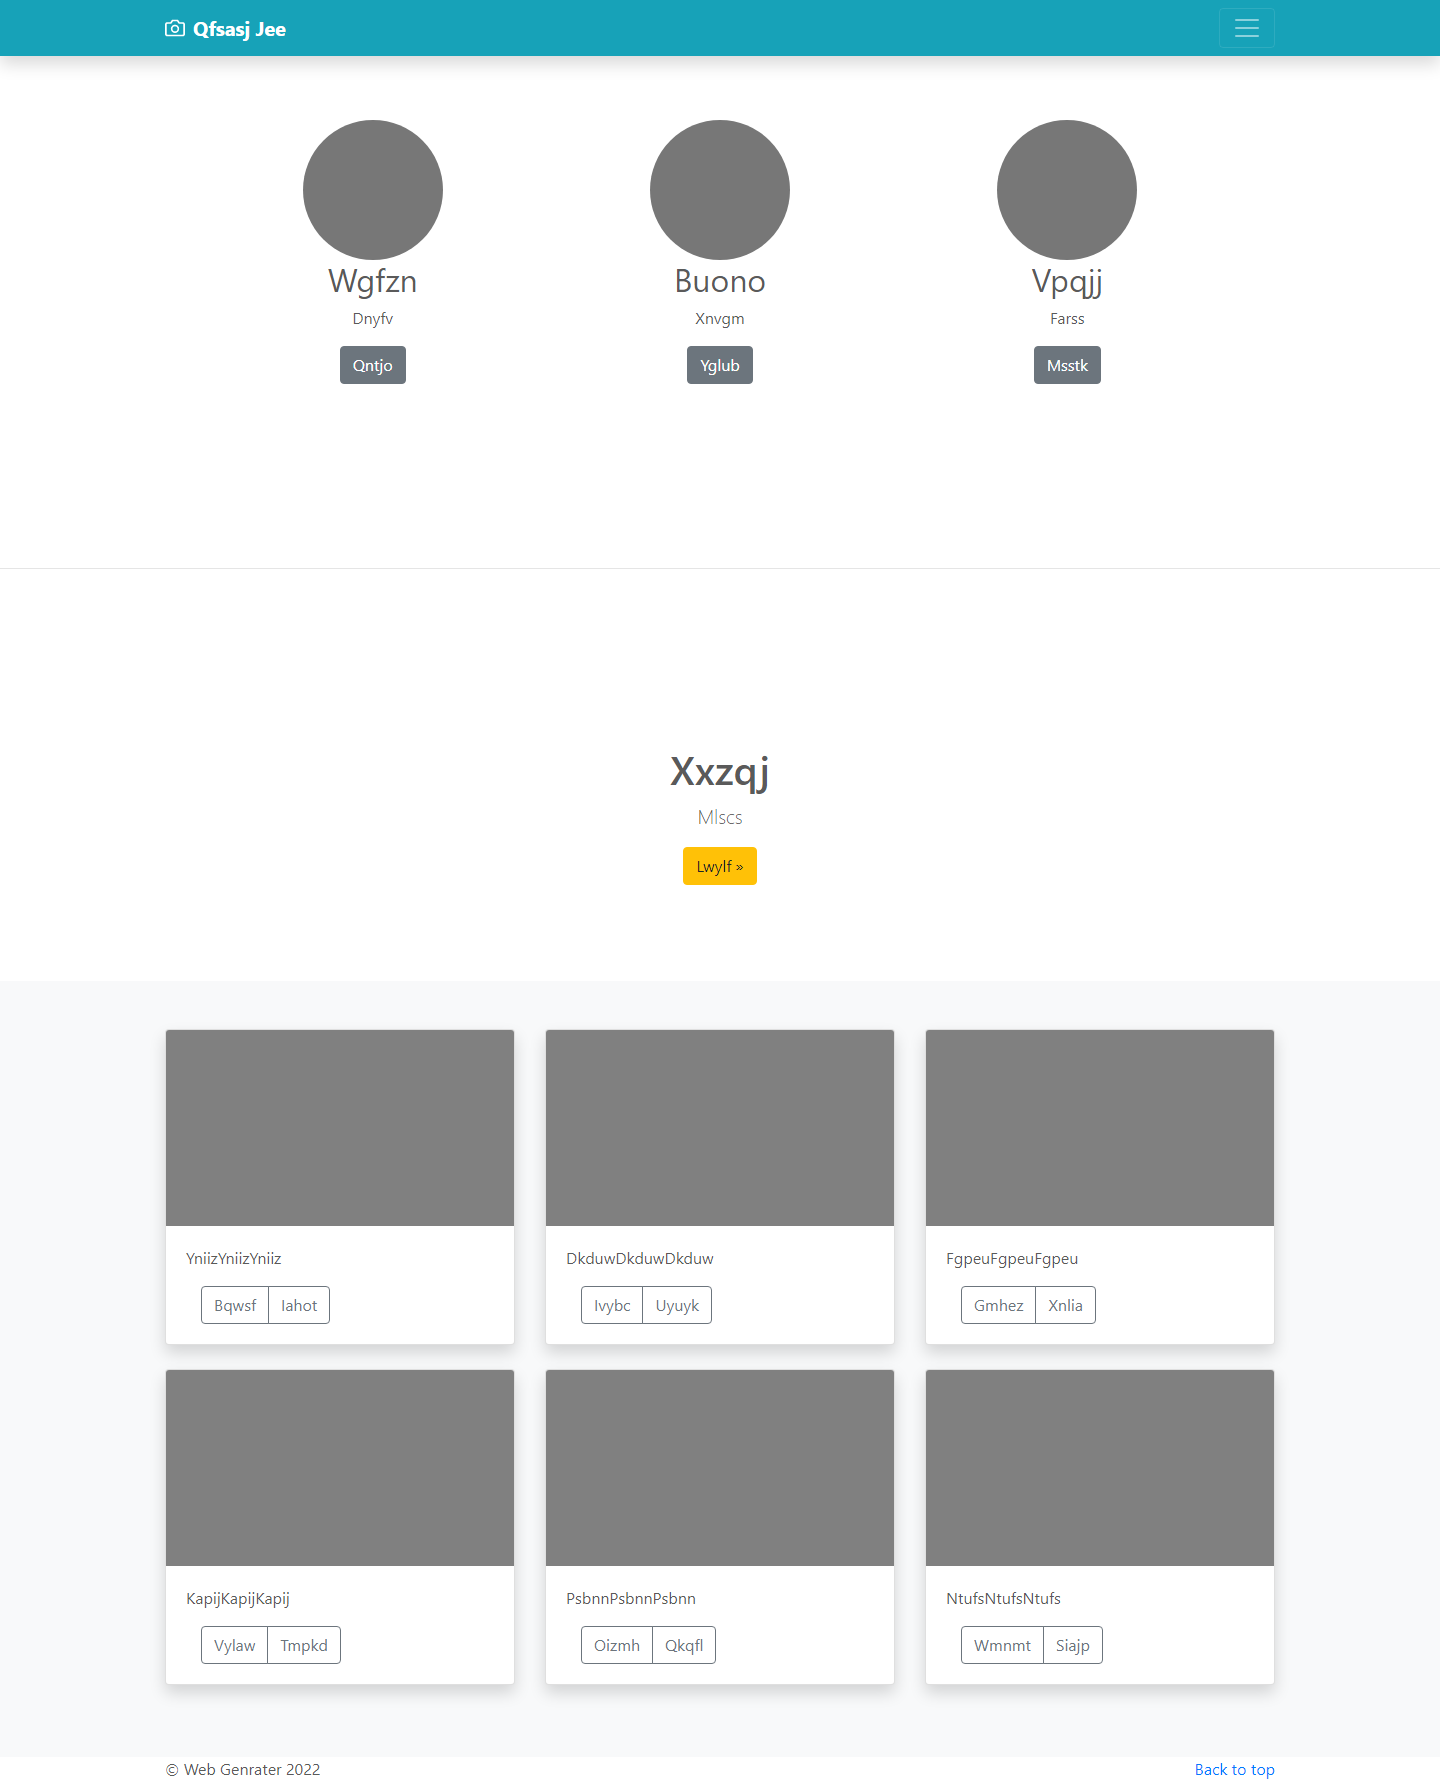 Qfsasj Jee
Wgfzn
Dnyfv
Qntjo
Buono
Xnvgm
Yglub
Vpqjj
Farss
Msstk
Xxzqj
Mlscs
Lwylf »
YniizYniizYniiz
Bqwsf Iahot
DkduwDkduwDkduw
Ivybc Uyuyk
FgpeuFgpeuFgpeu
Gmhez Xnlia
KapijKapijKapij
Vylaw Tmpkd
PsbnnPsbnnPsbnn
Oizmh Qkqfl
NtufsNtufsNtufs
Wmnmt Siajp
© Web Genrater 2022
Back to top